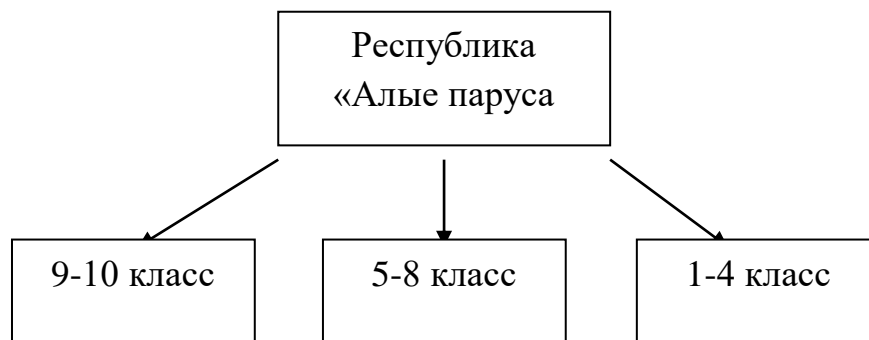 Республика
«Алые паруса
9-10 класс
5-8 класс
1-4 класс